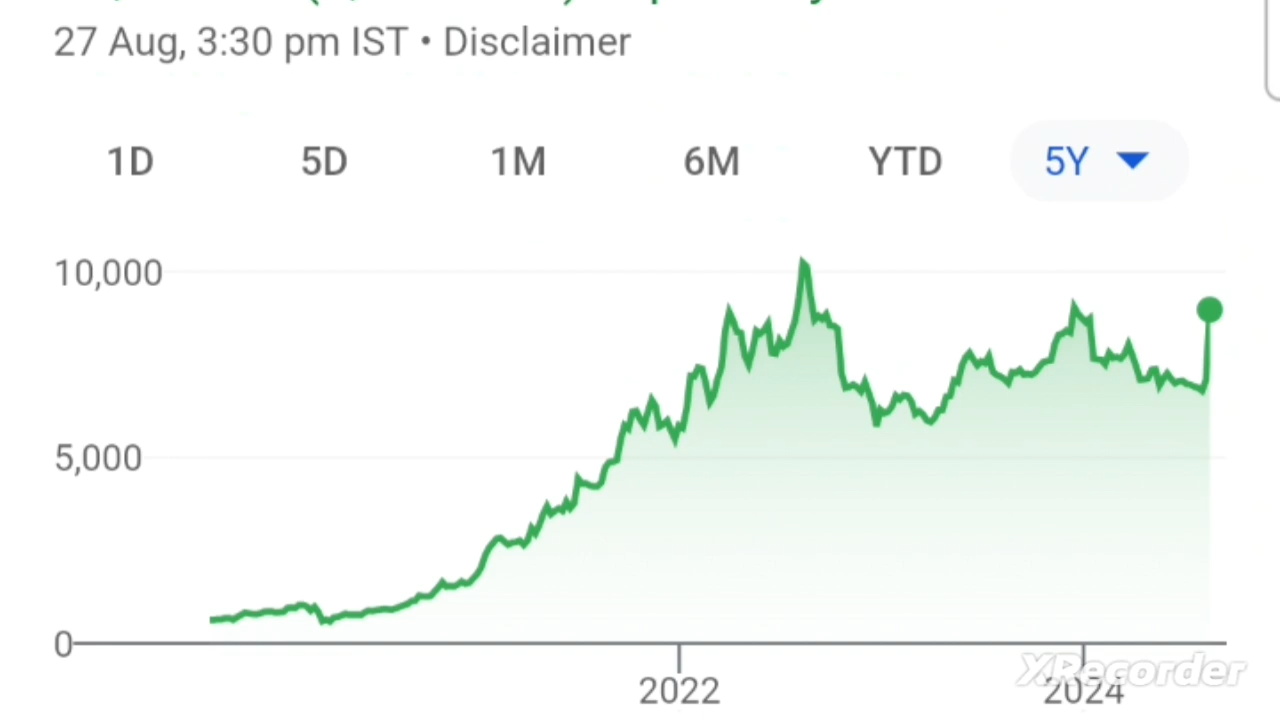 27 Aug, 3:30 pm IST • Disclaimer
1D 5D 1M 6M YTD 5Y
10,000
5,000
0
2022 2024
XRecorder